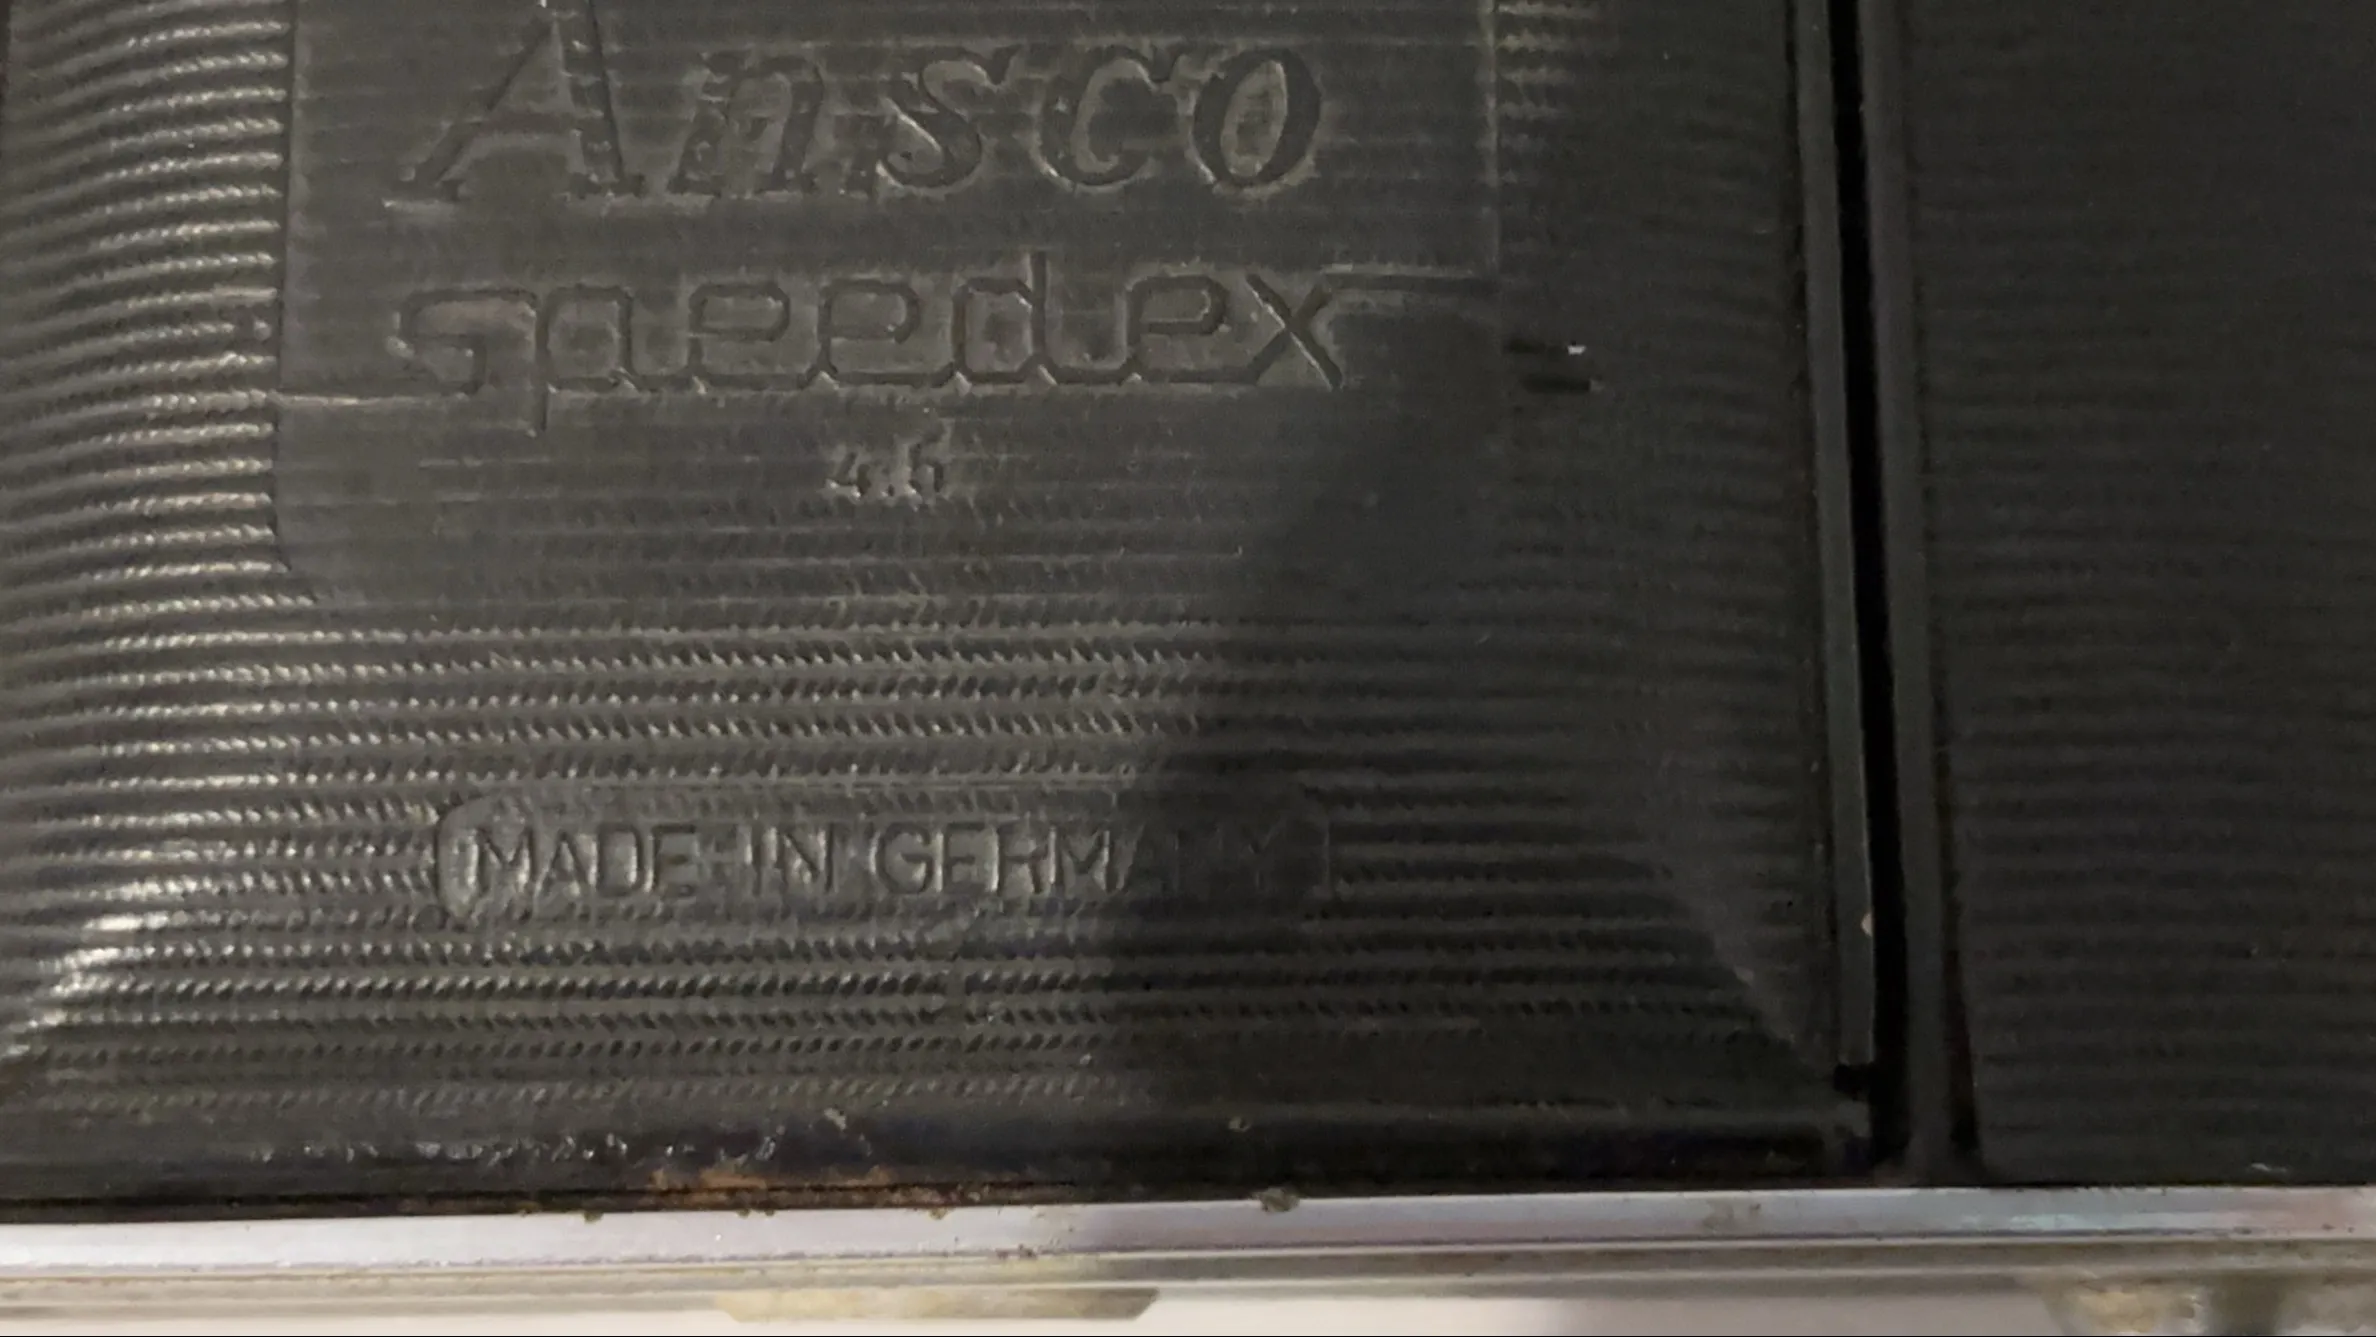 Ansco
speedex
4.5
MADE IN GERMANY